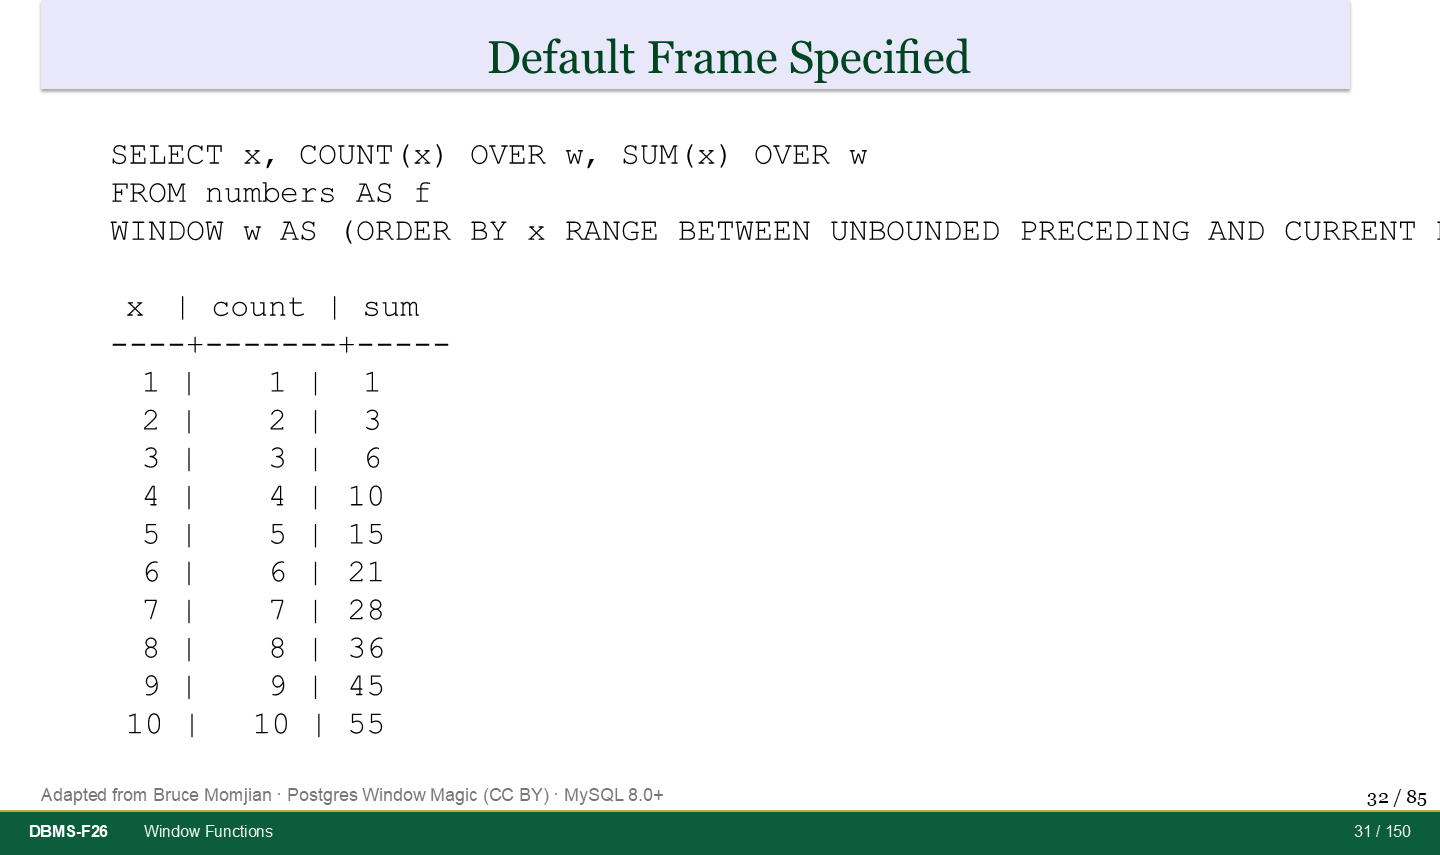 Default Frame Specified
SELECT x, COUNT(x) OVER w, SUM(x) OVER w
FROM numbers AS f
WINDOW w AS (ORDER BY x RANGE BETWEEN UNBOUNDED PRECEDING AND CURRENT
x | count | sum
----+-------+-----
1 | 1 | 1
2 | 2 | 3
3 | 3 | 6
4 | 4 | 10
5 | 5 | 15
6 | 6 | 21
7 | 7 | 28
8 | 8 | 36
9 | 9 | 45
10 | 10 | 55
Adapted from Bruce Momjian · Postgres Window Magic (CC BY) · MySQL 8.0+
32 / 85
DBMS-F26 Window Functions 31 / 150